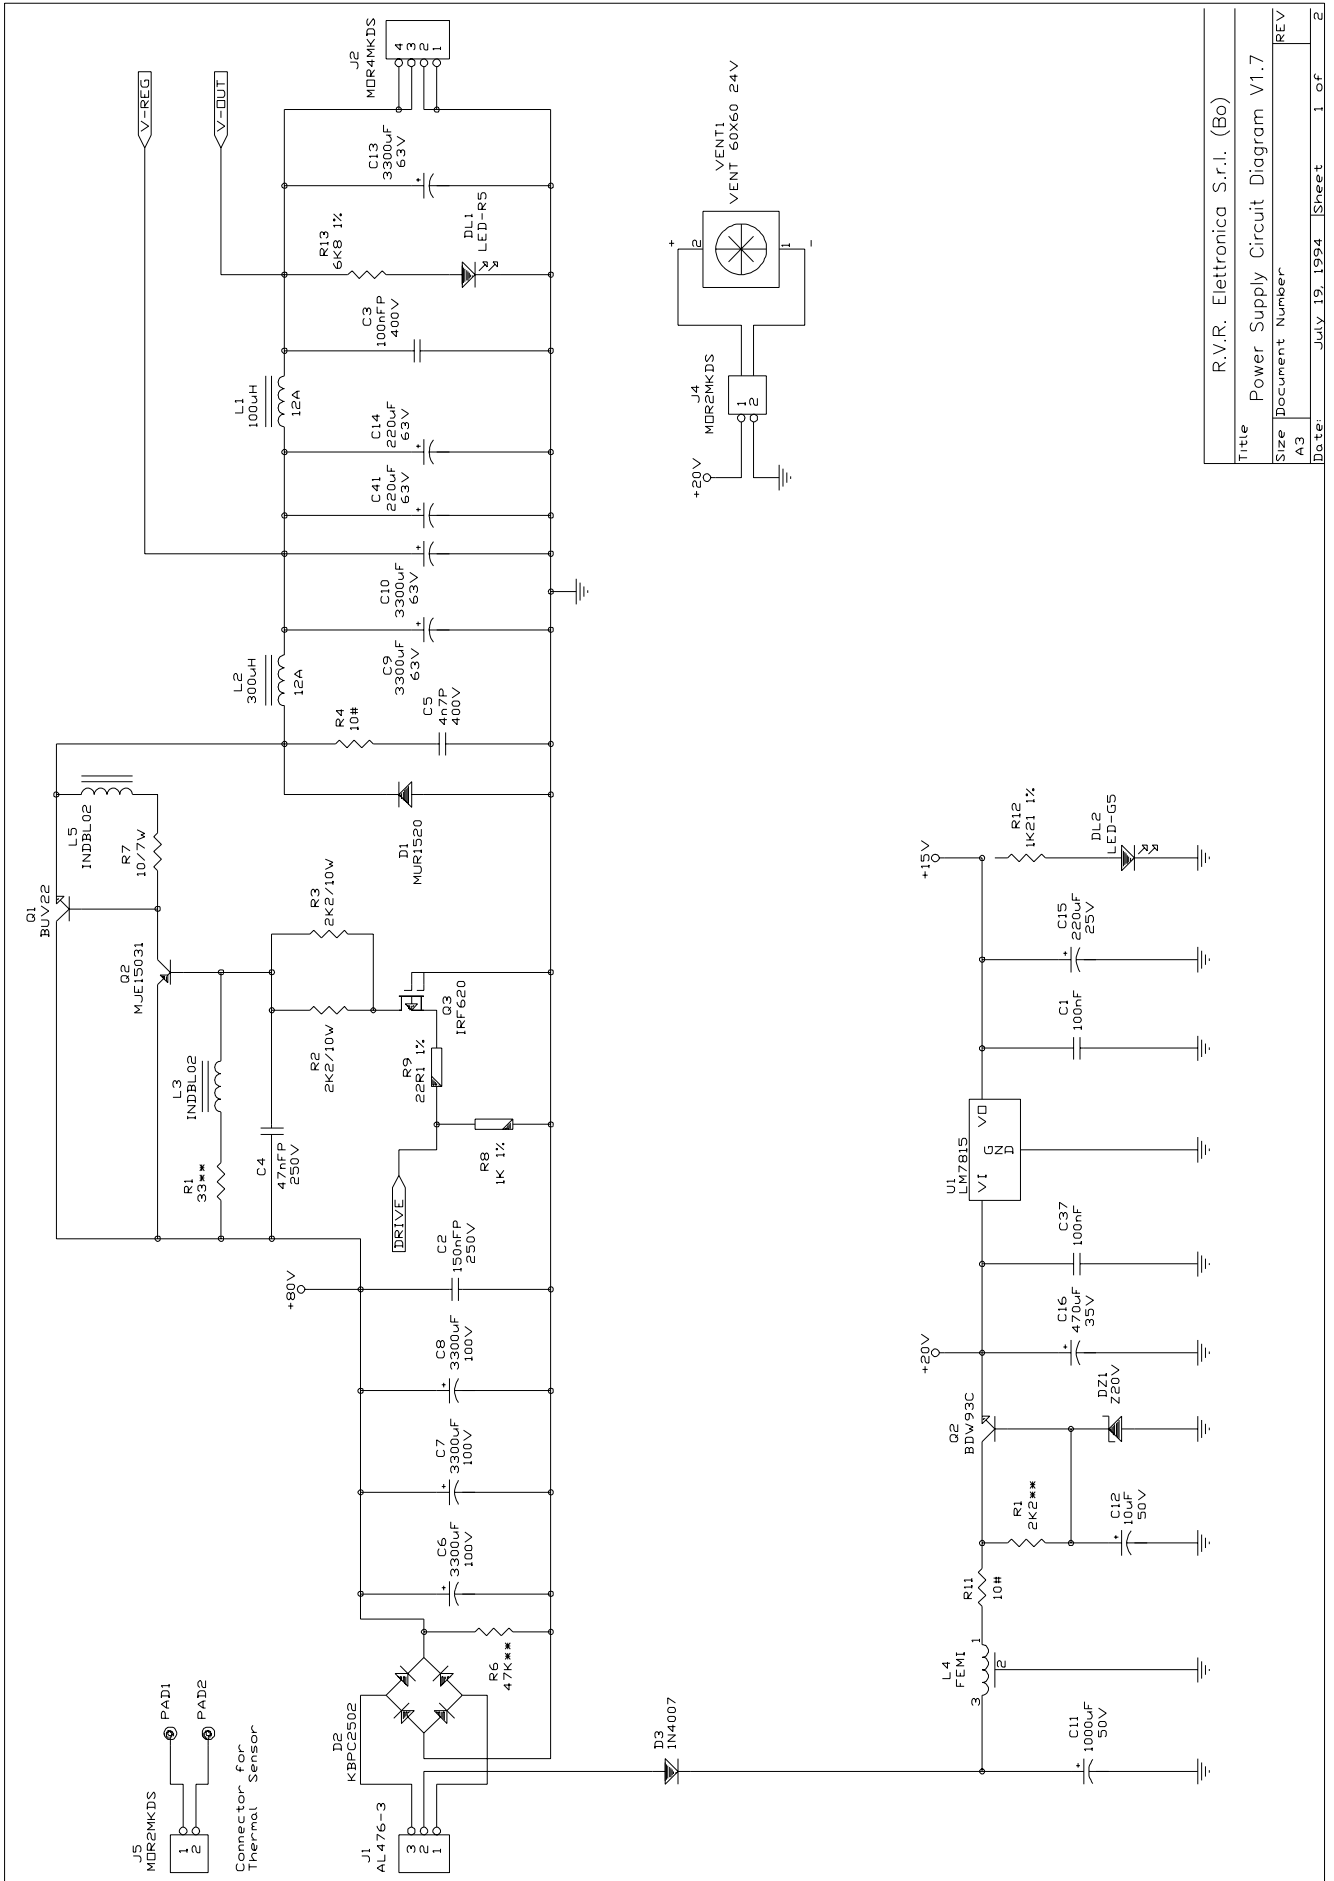 J5
MOR2MKDS
1
2
PAD1
PAD2
Connector for
Thermal Sensor
J1
AL476-3
3
2
1
D2
KBPC2502
R6
47K**
C6
3300uF
100V
C7
3300uF
100V
C8
3300uF
100V
+80V
C2
150nFP
250V
DRIVE
R1
33**
L3
INDBL02
C4
47nFP
250V
R8
1K 1%
R9
22R1 1%
R2
2K2/10W
R3
2K2/10W
Q3
IRF620
Q2
MJE15031
Q1
BUV22
L5
INDBL02
R7
10/7W
D1
MUR1520
R4
10#
C5
4n7P
400V
L2
300uH
12A
C9
3300uF
63V
C10
3300uF
63V
C41
220uF
63V
C14
220uF
63V
L1
100uH
12A
C3
100nFP
400V
R13
6K8 1%
DL1
LED-R5
C13
3300uF
63V
V-REG
V-OUT
J2
MOR4MKDS
4
3
2
1
+20V
J4
MOR2MKDS
1
2
+
2
1
-
VENT1
VENT 60X60 24V
D3
1N4007
C11
1000uF
50V
L4
FEMI
3
2
1
R11
10#
R1
2K2**
C12
10uF
50V
Q2
BDW93C
DZ1
Z20V
+20V
C16
470uF
35V
C37
100nF
U1
LM7815
VI
GND
VO
C1
100nF
C15
220uF
25V
+15V
R12
1K21 1%
DL2
LED-G5
R.V.R. Elettronica S.r.l. (Bo)
Title
Power Supply Circuit Diagram V1.7
Size Document Number REV
A3
Date: July 19, 1994 Sheet 1 of 2